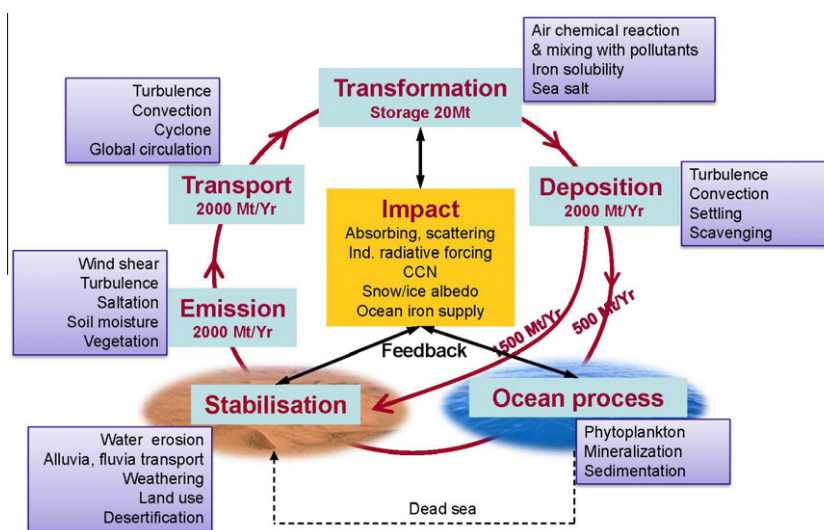 Air chemical reaction
& mixing with pollutants
Iron solubility
Sea salt
Transformation
Storage 20Mt
Turbulence
Convection
Cyclone
Global circulation
Transport
2000 Mt/Yr
Deposition
2000 Mt/Yr
Turbulence
Convection
Settling
Scavenging
Impact
Absorbing, scattering
Ind. radiative forcing
CCN
Snow/ice albedo
Ocean iron supply
Wind shear
Turbulence
Saltation
Soil moisture
Vegetation
Emission
2000 Mt/Yr
1500 Mt/Yr
500 Mt/Yr
Feedback
Stabilisation
Ocean process
Water erosion
Alluvia, fluvia transport
Weathering
Land use
Desertification
Phytoplankton
Mineralization
Sedimentation
Dead sea